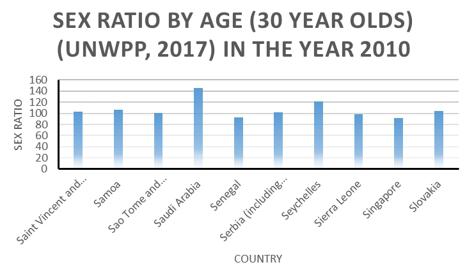 SEX RATIO BY AGE (30 YEAR OLDS)
(UNWPP, 2017) IN THE YEAR 2010
SEX RATIO
160
140
120
100
80
60
40
20
0
Saint Vincent and...
Samoa
Sao Tome and...
Saudi Arabia
Senegal
Serbia (including...
Seychelles
Sierra Leone
Singapore
Slovakia
COUNTRY